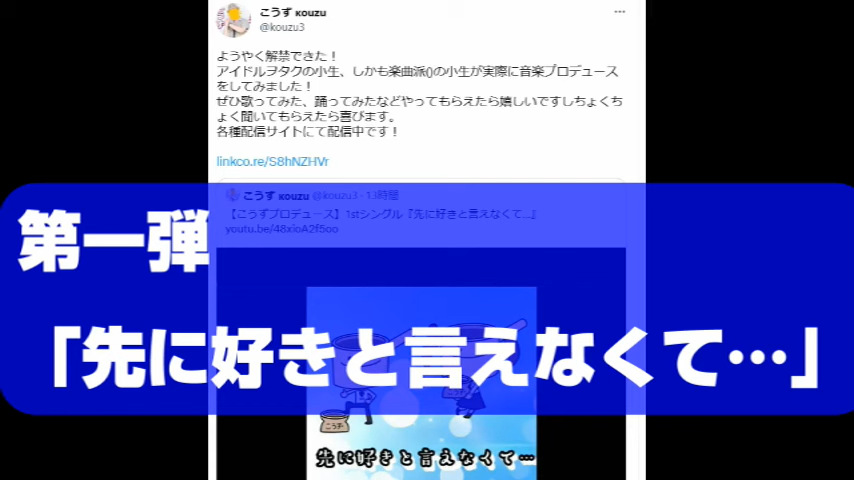 こうず kouzu
@kouzu3
ようやく解禁できた！
アイドルヲタクの小生、しかも楽曲派()の小生が実際に音楽プロデュース
をしてみました！
ぜひ歌ってみた、踊ってみたなどやってもらえたら嬉しいですしちょくち
ょく聞いてもらえたら喜びます。
各種配信サイトにて配信中です！
linkco.re/S8hNZHVr
こうず kouzu @kouzu3 · 13時間
【こうずプロデュース】1stシングル『先に好きと言えなくて...』
youtu.be/48xioA2f5oo
第一弾
「先に好きと言えなくて…」
こうず
先に好きと言えなくて…